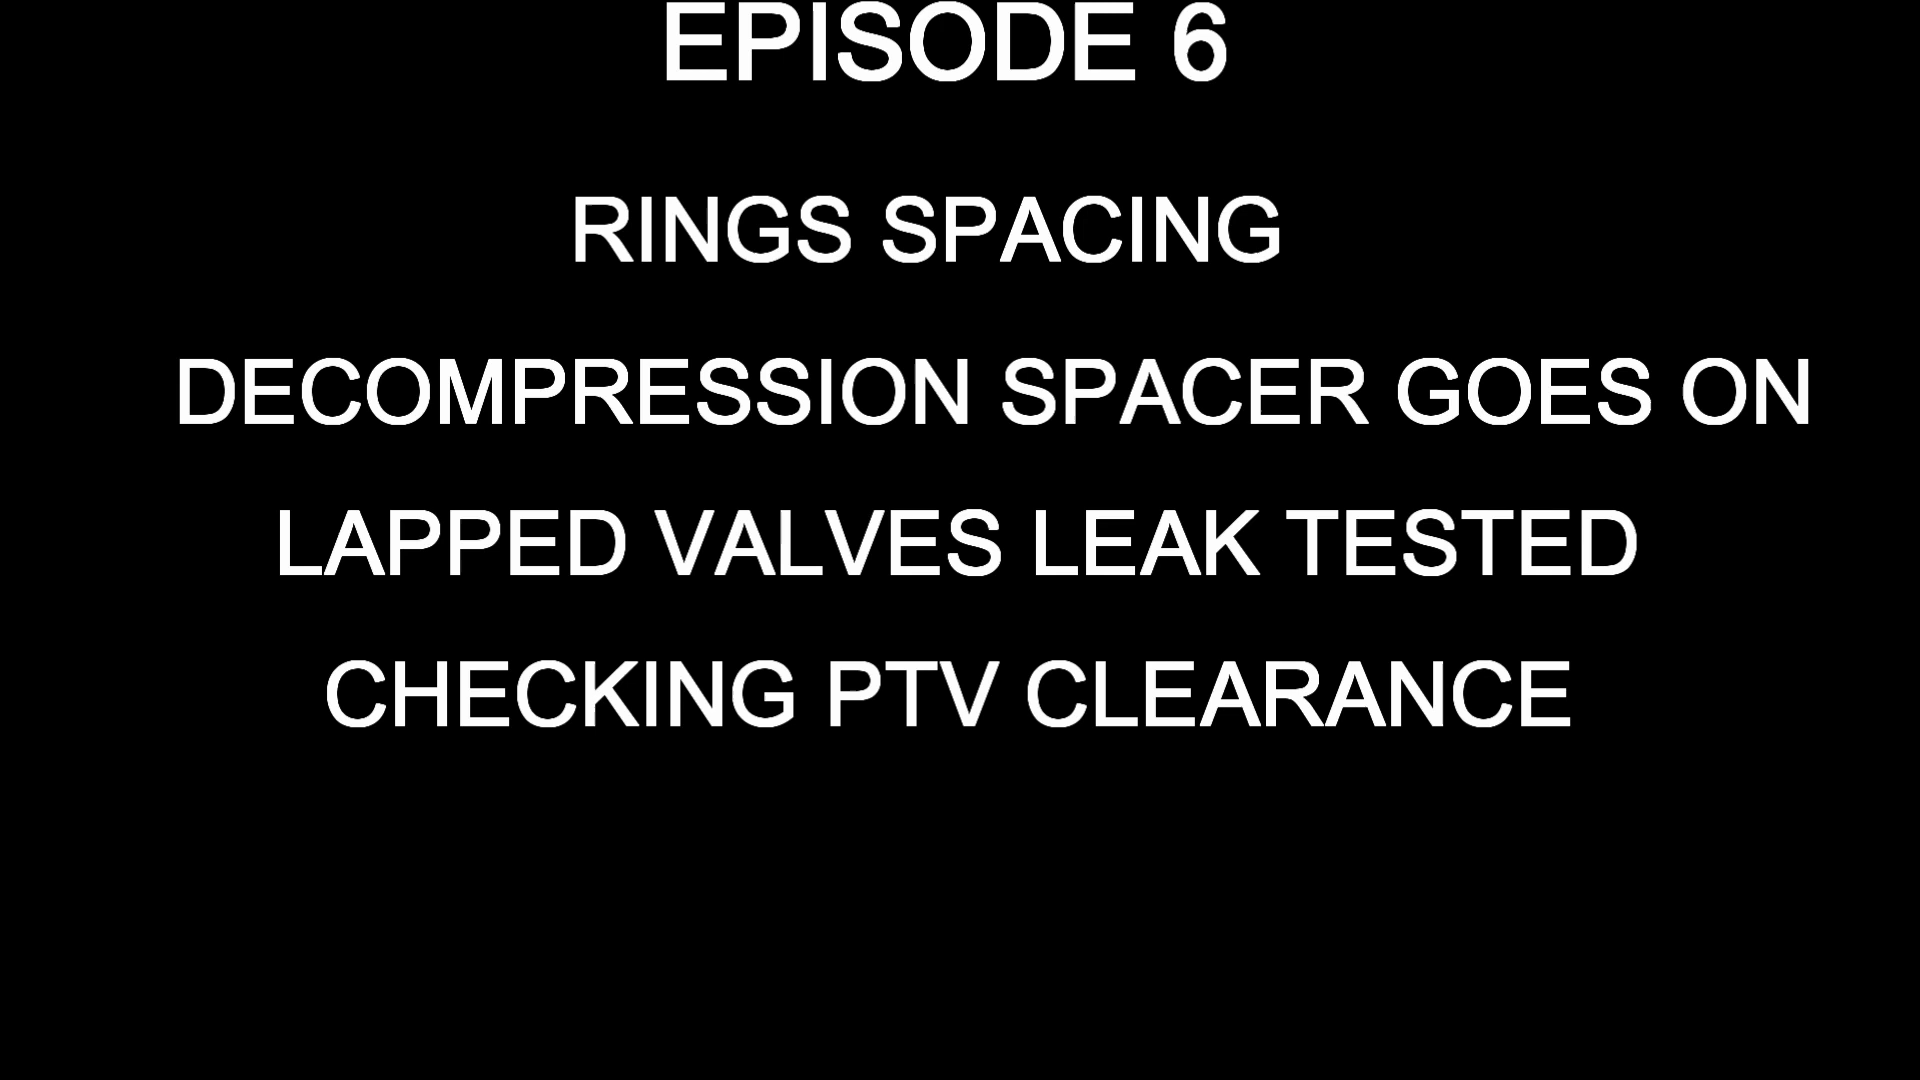 EPISODE 6
RINGS SPACING
DECOMPRESSION SPACER GOES ON
LAPPED VALVES LEAK TESTED
CHECKING PTV CLEARANCE